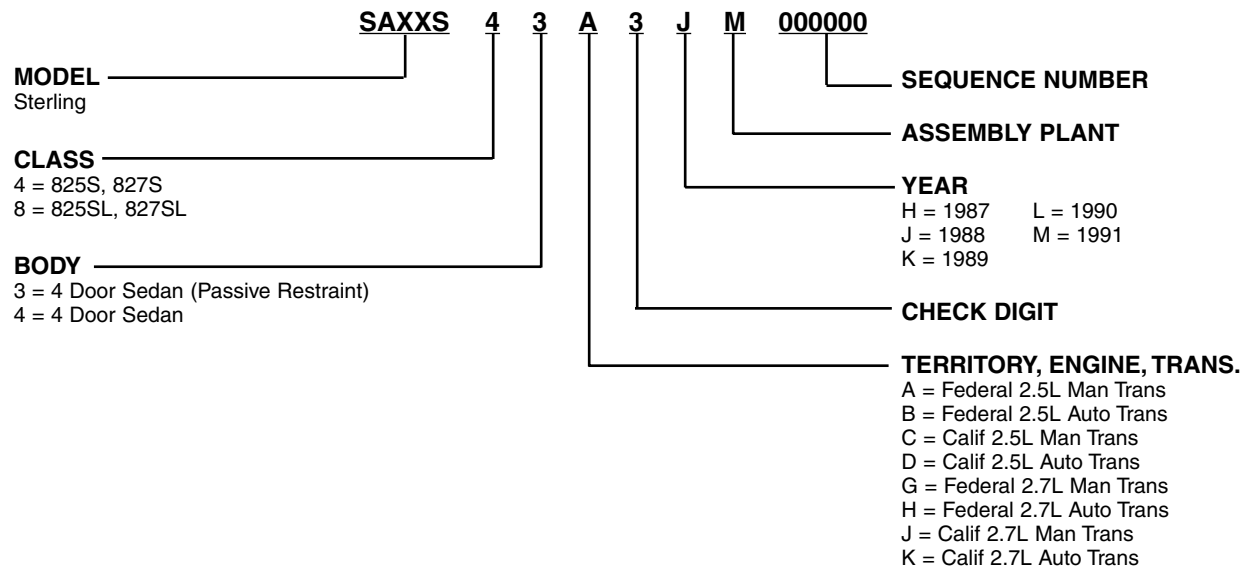 SAXXS 4 3 A 3 J M 000000
MODEL
Sterling
CLASS
4 = 825S, 827S
8 = 825SL, 827SL
BODY
3 = 4 Door Sedan (Passive Restraint)
4 = 4 Door Sedan
SEQUENCE NUMBER
ASSEMBLY PLANT
YEAR
H = 1987 L = 1990
J = 1988 M = 1991
K = 1989
CHECK DIGIT
TERRITORY, ENGINE, TRANS.
A = Federal 2.5L Man Trans
B = Federal 2.5L Auto Trans
C = Calif 2.5L Man Trans
D = Calif 2.5L Auto Trans
G = Federal 2.7L Man Trans
H = Federal 2.7L Auto Trans
J = Calif 2.7L Man Trans
K = Calif 2.7L Auto Trans